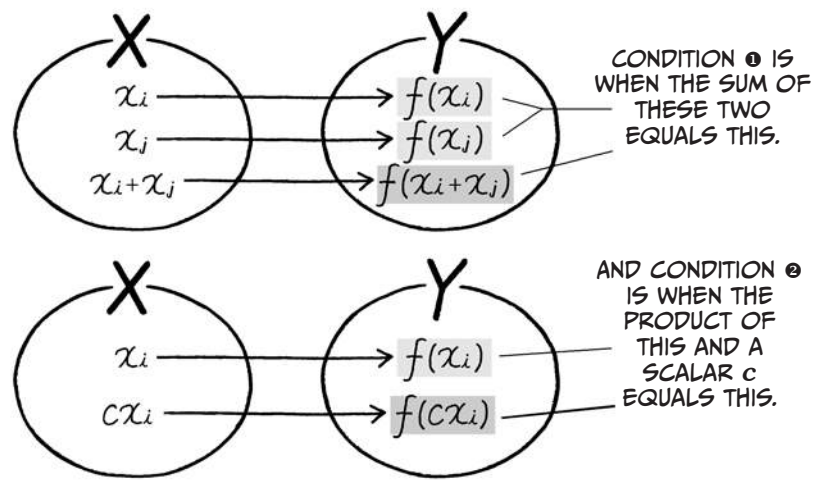 X Y
xi f(xi)
xj f(xj)
xi+xj f(xi+xj)
CONDITION ❶ IS
WHEN THE SUM OF
THESE TWO
EQUALS THIS.
X Y
xi f(xi)
cxi f(cxi)
AND CONDITION ❷
IS WHEN THE
PRODUCT OF
THIS AND A
SCALAR c
EQUALS THIS.